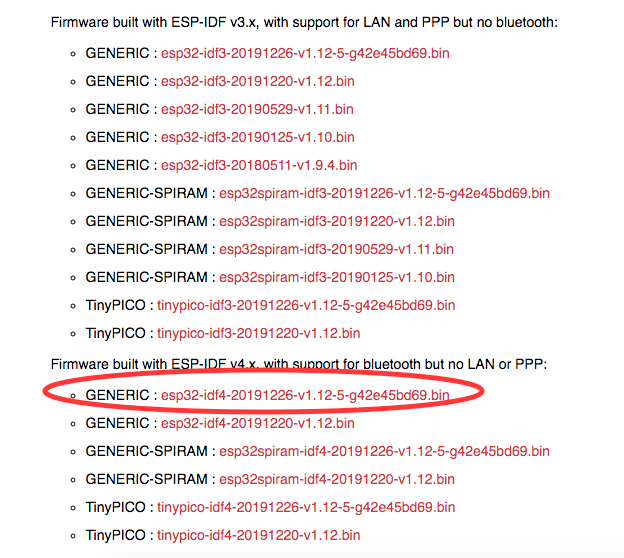 Firmware built with ESP-IDF v3.x, with support for LAN and PPP but no bluetooth:
GENERIC : esp32-idf3-20191226-v1.12-5-g42e45bd69.bin
GENERIC : esp32-idf3-20191220-v1.12.bin
GENERIC : esp32-idf3-20190529-v1.11.bin
GENERIC : esp32-idf3-20190125-v1.10.bin
GENERIC : esp32-idf3-20180511-v1.9.4.bin
GENERIC-SPIRAM : esp32spiram-idf3-20191226-v1.12-5-g42e45bd69.bin
GENERIC-SPIRAM : esp32spiram-idf3-20191220-v1.12.bin
GENERIC-SPIRAM : esp32spiram-idf3-20190529-v1.11.bin
GENERIC-SPIRAM : esp32spiram-idf3-20190125-v1.10.bin
TinyPICO : tinypico-idf3-20191226-v1.12-5-g42e45bd69.bin
TinyPICO : tinypico-idf3-20191220-v1.12.bin
Firmware built with ESP-IDF v4.x, with support for bluetooth but no LAN or PPP:
GENERIC : esp32-idf4-20191226-v1.12-5-g42e45bd69.bin
GENERIC : esp32-idf4-20191220-v1.12.bin
GENERIC-SPIRAM : esp32spiram-idf4-20191226-v1.12-5-g42e45bd69.bin
GENERIC-SPIRAM : esp32spiram-idf4-20191220-v1.12.bin
TinyPICO : tinypico-idf4-20191226-v1.12-5-g42e45bd69.bin
TinyPICO : tinypico-idf4-20191220-v1.12.bin